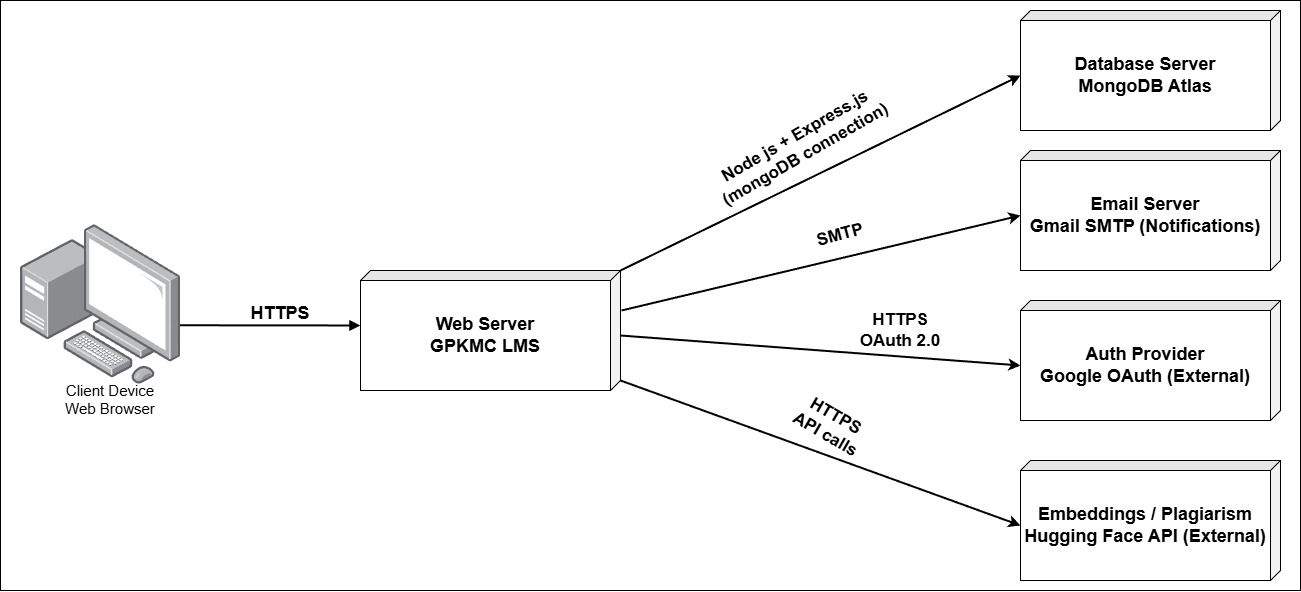 Database Server
MongoDB Atlas
Node js + Express.js
(mongoDB connection)
Email Server
Gmail SMTP (Notifications)
SMTP
HTTPS
Web Server
GPKMC LMS
HTTPS
OAuth 2.0
Auth Provider
Google OAuth (External)
Client Device
Web Browser
HTTPS
API calls
Embeddings / Plagiarism
Hugging Face API (External)